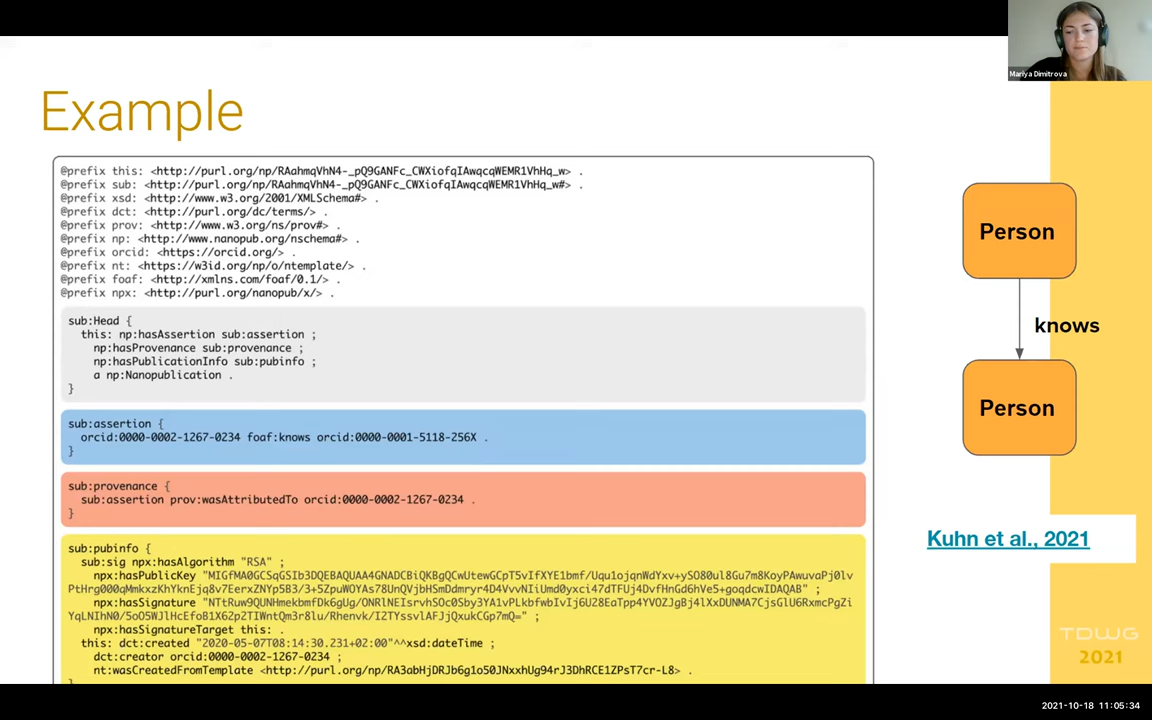 Mariya Dimitrova
Example
@prefix this: <http://purl.org/np/RAahmqVhN4-_pQ9GANFc_CWXiofqIAwqcqWEMR1VhHq_w> .
@prefix sub: <http://purl.org/np/RAahmqVhN4-_pQ9GANFc_CWXiofqIAwqcqWEMR1VhHq_w#> .
@prefix xsd: <http://www.w3.org/2001/XMLSchema#> .
@prefix dct: <http://purl.org/dc/terms/> .
@prefix prov: <http://www.w3.org/ns/prov#> .
@prefix np: <http://www.nanopub.org/nschema#> .
@prefix orcid: <https://orcid.org/> .
@prefix nt: <https://w3id.org/np/o/ntemplate/> .
@prefix foaf: <http://xmlns.com/foaf/0.1/> .
@prefix npx: <http://purl.org/nanopub/x/> .
sub:Head {
this: np:hasAssertion sub:assertion ;
np:hasProvenance sub:provenance ;
np:hasPublicationInfo sub:pubinfo ;
a np:Nanopublication .
}
sub:assertion {
orcid:0000-0002-1267-0234 foaf:knows orcid:0000-0001-5118-256X .
}
sub:provenance {
sub:assertion prov:wasAttributedTo orcid:0000-0002-1267-0234 .
}
sub:pubinfo {
sub:sig npx:hasAlgorithm "RSA" ;
npx:hasPublicKey
npx:hasSignature
npx:hasSignatureTarget this: .
this: dct:created "2020-05-07T08:14:30.231+02:00"^^xsd:dateTime ;
dct:creator orcid:0000-0002-1267-0234 ;
nt:wasCreatedFromTemplate <http://purl.org/np/RA3abHjDRJb6g1o50JNxxhUg94rJ3DhRCE1ZPsT7cr-L8> .
}
Person
knows
Person
Kuhn et al., 2021
TDWG
2021
2021-10-18 11:05:34